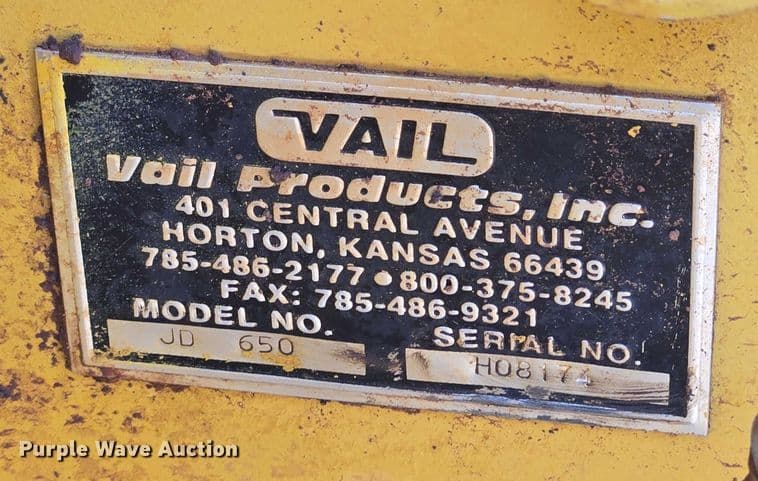 VAIL
Vail Products, Inc.
401 CENTRAL AVENUE
HORTON, KANSAS 66439
785-486-2177 • 800-375-8245
FAX: 785-486-9321
MODEL NO. SERIAL NO.
JD 650 H08174
Purple Wave Auction